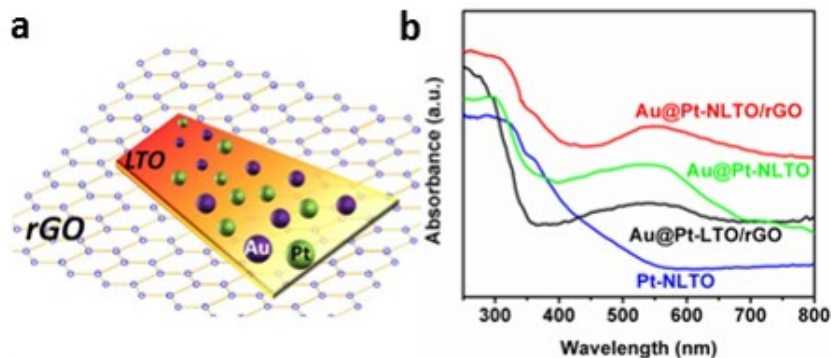 a
LTO
rGO
Au
Pt
b
Absorbance (a.u.)
Au@Pt-NLTO/rGO
Au@Pt-NLTO
Au@Pt-LTO/rGO
Pt-NLTO
300 400 500 600 700 800
Wavelength (nm)